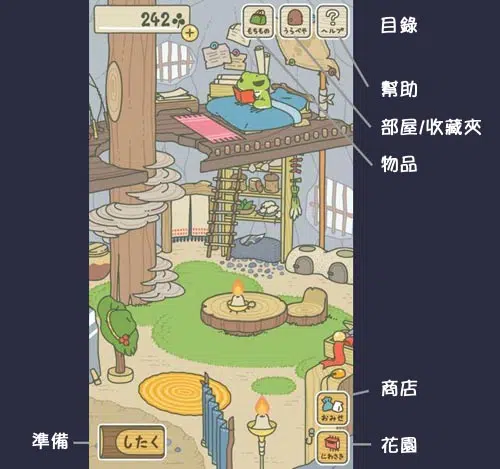 242
もちもの
うらべや
ヘルプ
目錄
幫助
部屋/收藏夾
物品
商店
おみせ
準備
したく
にわさき
花園